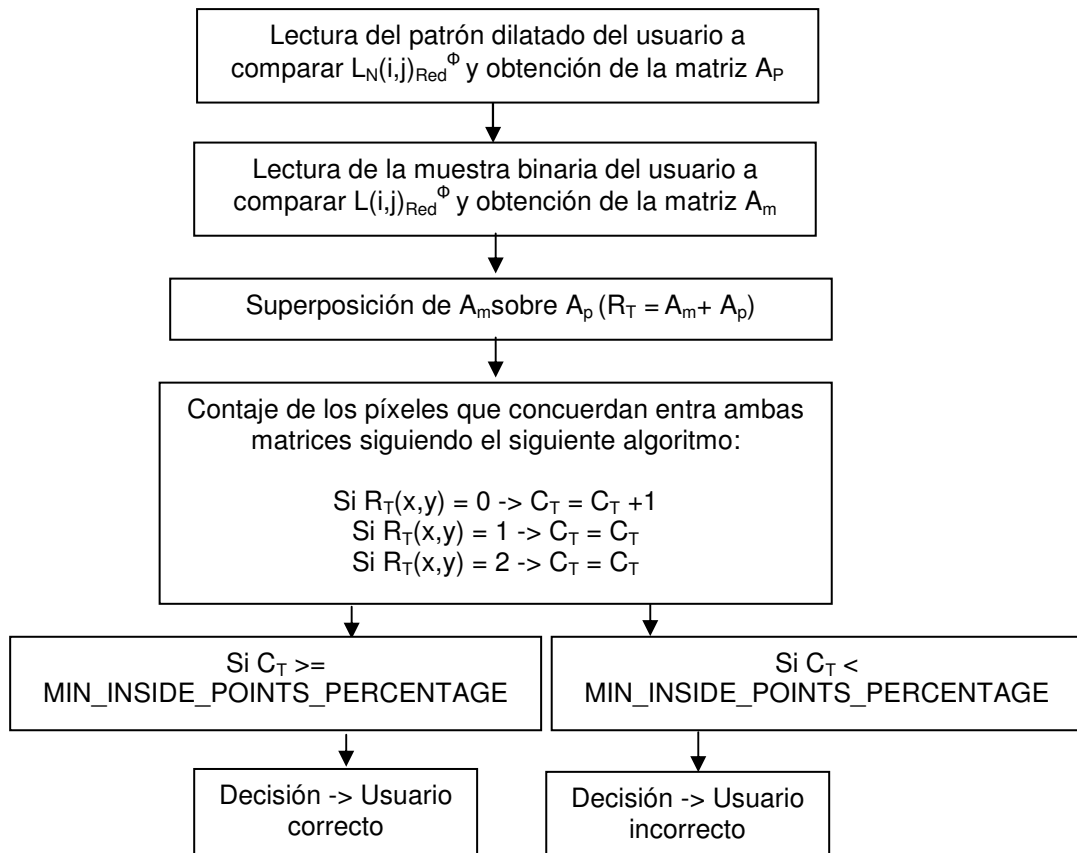 Lectura del patrón dilatado del usuario a
comparar L_N(i,j)_Red^Φ y obtención de la matriz A_P
Lectura de la muestra binaria del usuario a
comparar L(i,j)_Red^Φ y obtención de la matriz A_m
Superposición de A_m sobre A_p (R_T = A_m+ A_p)
Contaje de los píxeles que concuerdan entra ambas
matrices siguiendo el siguiente algoritmo:
Si R_T(x,y) = 0 -> C_T = C_T +1
Si R_T(x,y) = 1 -> C_T = C_T
Si R_T(x,y) = 2 -> C_T = C_T
Si C_T >=
MIN_INSIDE_POINTS_PERCENTAGE
Si C_T <
MIN_INSIDE_POINTS_PERCENTAGE
Decisión -> Usuario
correcto
Decisión -> Usuario
incorrecto